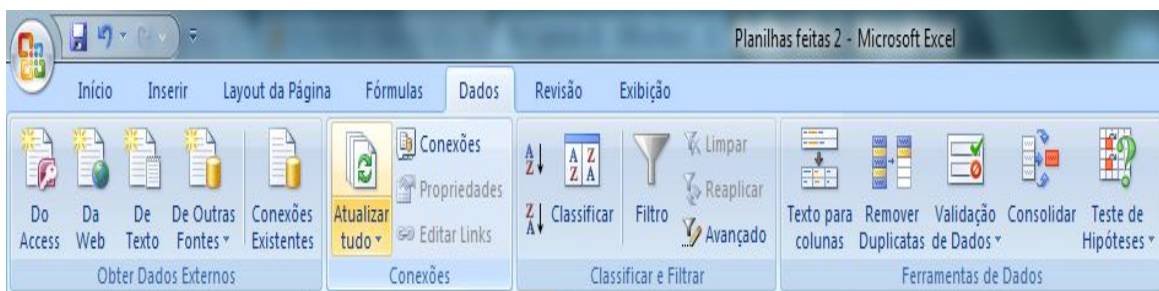 Planilhas feitas 2 - Microsoft Excel
Início Inserir Layout da Página Fórmulas Dados Revisão Exibição
Do Access
Da Web
De Texto
De Outras Fontes
Conexões Existentes
Obter Dados Externos
Atualizar tudo
Conexões
Propriedades
Editar Links
Conexões
A Z
Z A
A Z
Z A
Classificar
Filtro
Limpar
Reaplicar
Avançado
Classificar e Filtrar
Texto para colunas
Remover Duplicatas
Validação de Dados
Consolidar
Teste de Hipóteses
Ferramentas de Dados